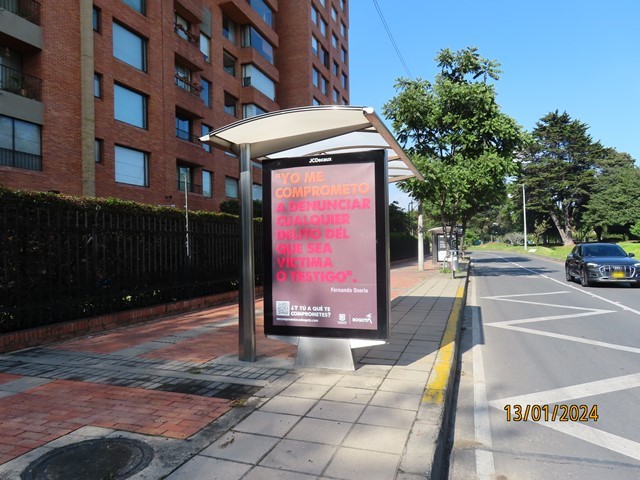 JCDecaux
"YO ME
COMPROMETO
A DENUNCIAR
CUALQUIER
DELITO DEL
QUE SEA
VÍCTIMA
O TESTIGO".
Fernando Osorio
¿Y TÚ A QUÉ TE
COMPROMETES?
BOGOTÁ
13/01/2024